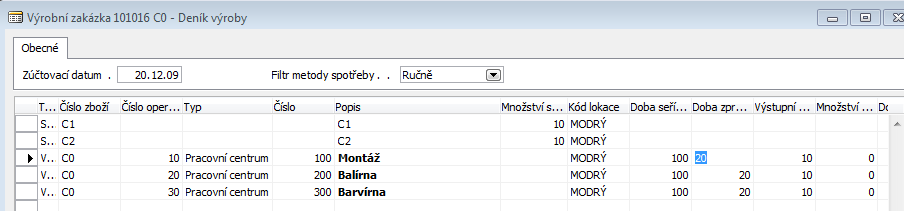 Výrobní zakázka 101016 C0 - Deník výroby
Obecné
Zúčtovací datum . 20.12.09 Filtr metody spotřeby . . Ručně
T... Číslo zboží Číslo oper... Typ Číslo Popis Množství s... Kód lokace Doba seří... Doba zpr... Výstupní ... Množství ... Do
S... C1 C1 10 MODRÝ
S... C2 C2 10 MODRÝ
V... C0 10 Pracovní centrum 100 Montáž MODRÝ 100 20 10 0
V... C0 20 Pracovní centrum 200 Balírna MODRÝ 100 20 10 0
V... C0 30 Pracovní centrum 300 Barvírna MODRÝ 100 20 10 0